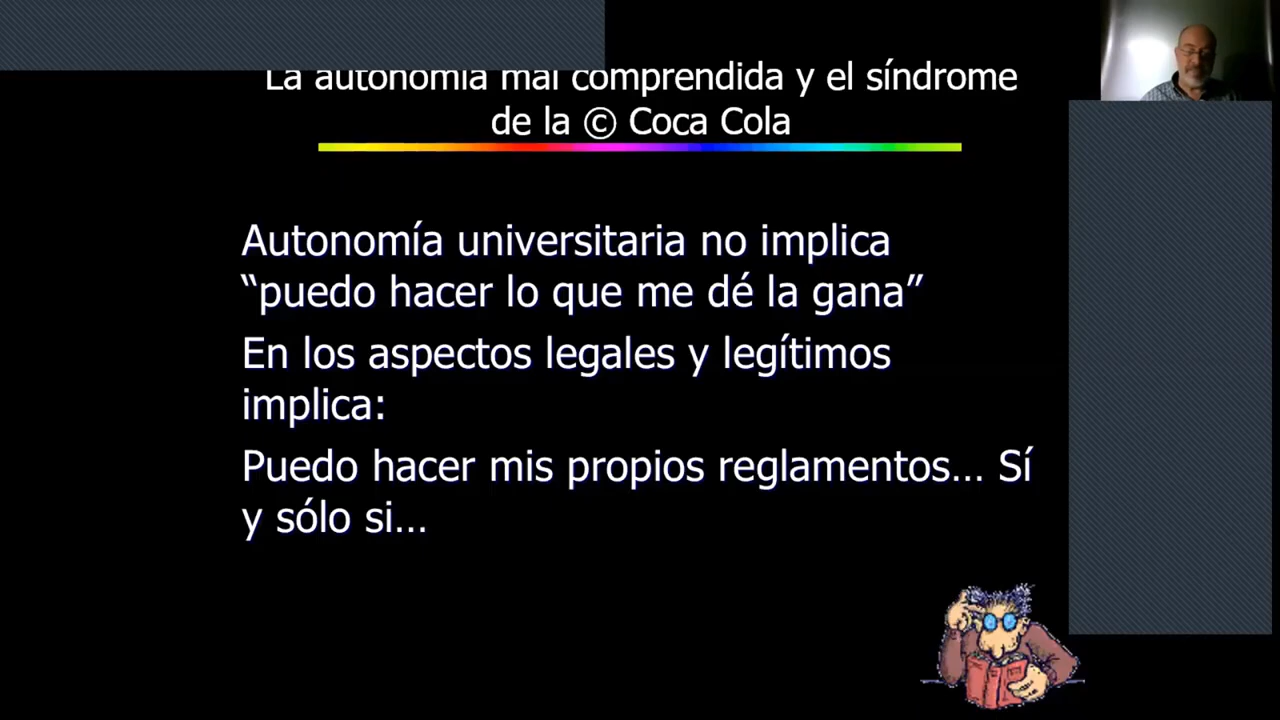 La autonomía mal comprendida y el síndrome
de la © Coca Cola
Autonomía universitaria no implica
“puedo hacer lo que me dé la gana”
En los aspectos legales y legítimos
implica:
Puedo hacer mis propios reglamentos... Sí
y sólo si...